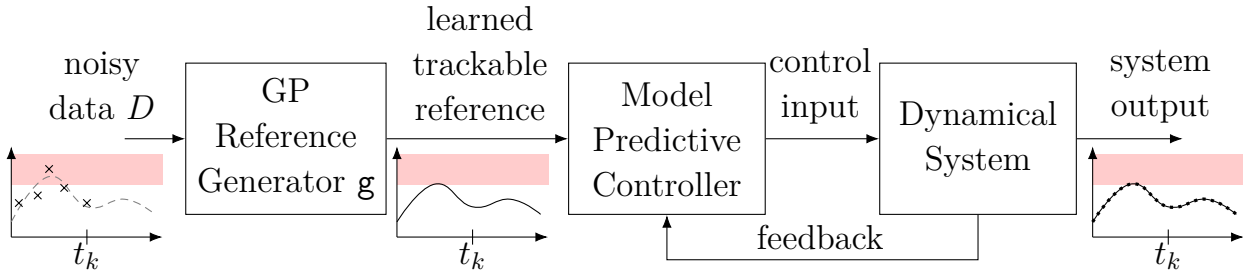 noisy
data D
GP
Reference
Generator g
learned
trackable
reference
Model
Predictive
Controller
control
input
Dynamical
System
system
output
feedback
t_k
t_k
t_k